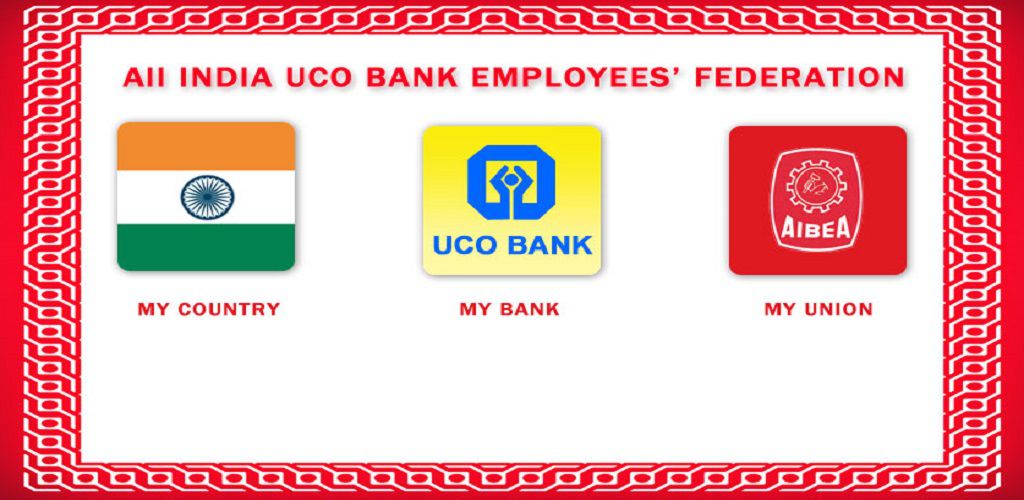 All INDIA UCO BANK EMPLOYEES’ FEDERATION
UCO BANK
AIBEA
MY COUNTRY
MY BANK
MY UNION